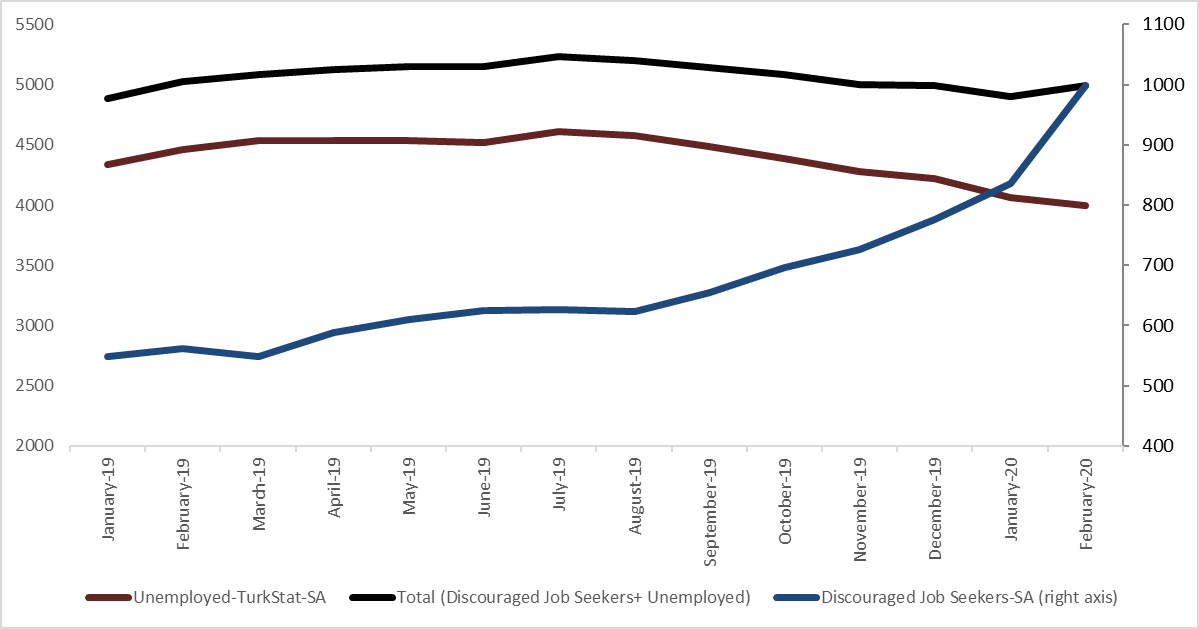 5500
5000
4500
4000
3500
3000
2500
2000
1100
1000
900
800
700
600
500
400
January-19
February-19
March-19
April-19
May-19
June-19
July-19
August-19
September-19
October-19
November-19
December-19
January-20
February-20
Unemployed-TurkStat-SA
Total (Discouraged Job Seekers+ Unemployed)
Discouraged Job Seekers-SA (right axis)